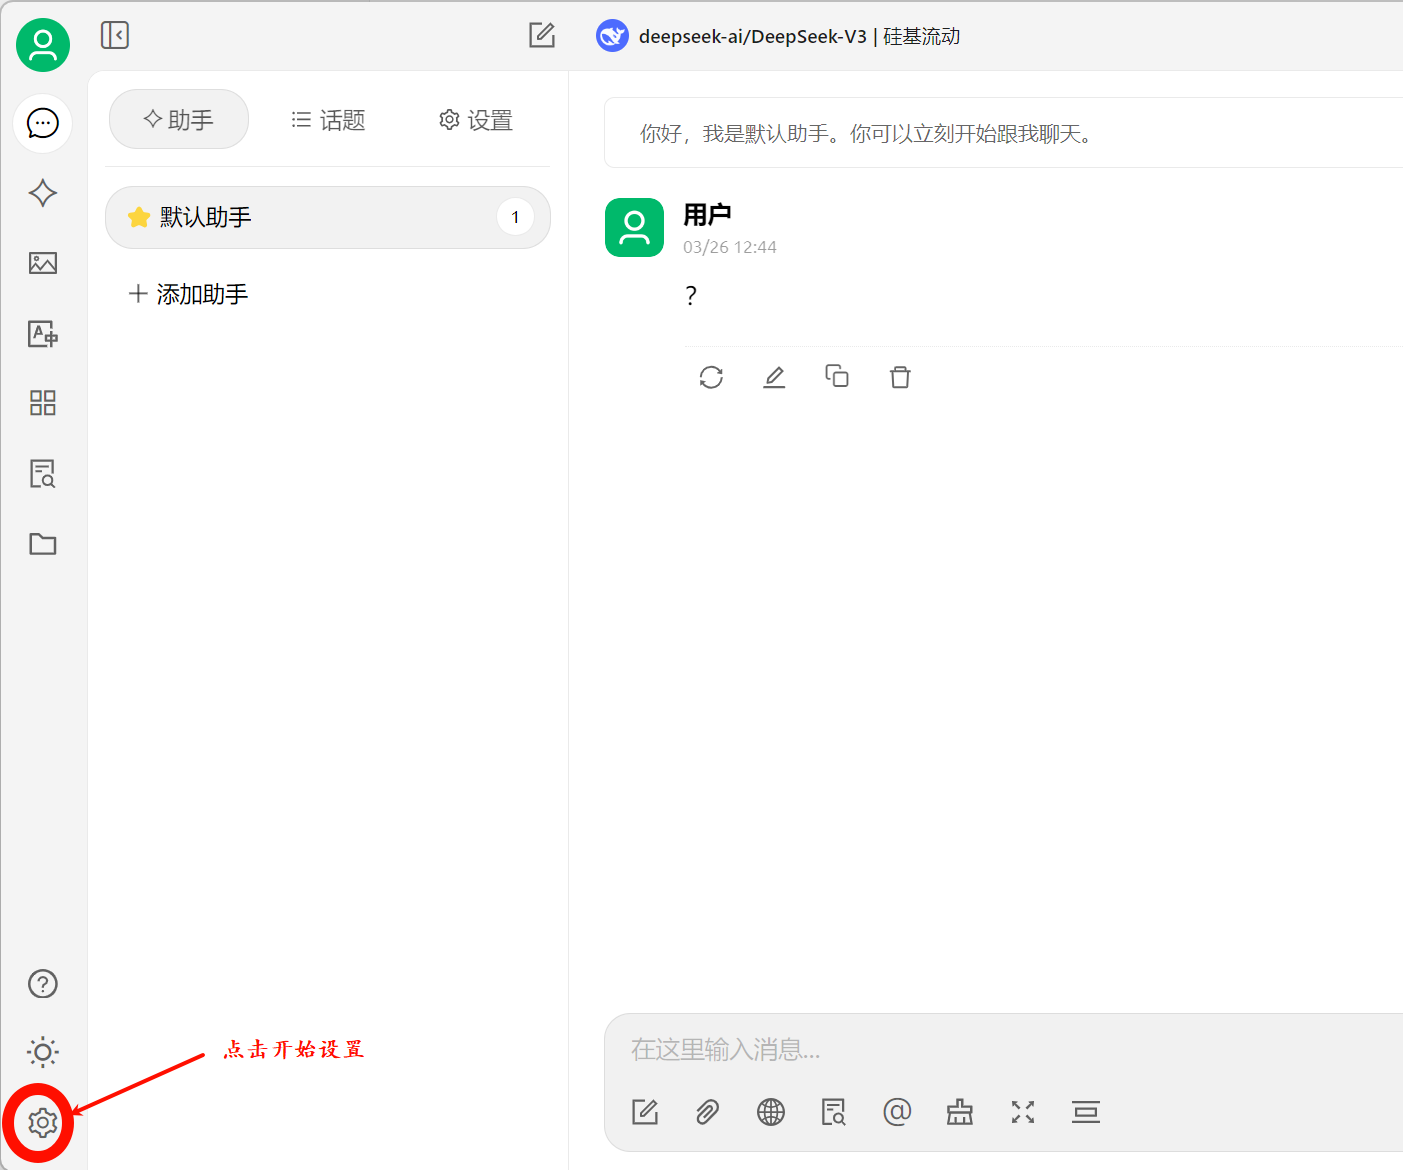 deepseek-ai/DeepSeek-V3 | 硅基流动
助手 话题 设置
你好，我是默认助手。你可以立刻开始跟我聊天。
默认助手 1
用户
03/26 12:44
添加助手
？
点击开始设置
在这里输入消息...